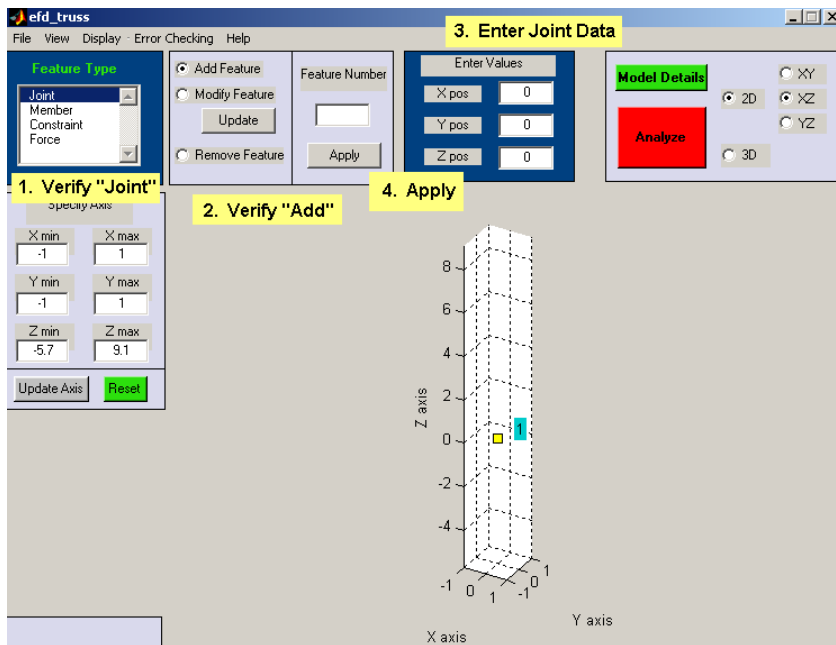 efd_truss
File View Display Error Checking Help
3. Enter Joint Data
Feature Type
Joint
Member
Constraint
Force
Add Feature
Modify Feature
Update
Remove Feature
Feature Number
Apply
Enter Values
X pos 0
Y pos 0
Z pos 0
Model Details
Analyze
2D
3D
XY
XZ
YZ
1. Verify "Joint"
2. Verify "Add"
4. Apply
Specify Axis
X min X max
-1 1
Y min Y max
-1 1
Z min Z max
-5.7 9.1
Update Axis Reset
8
6
4
2
0
-2
-4
Z axis
1
-1 0 1
X axis
-1 0 1
Y axis